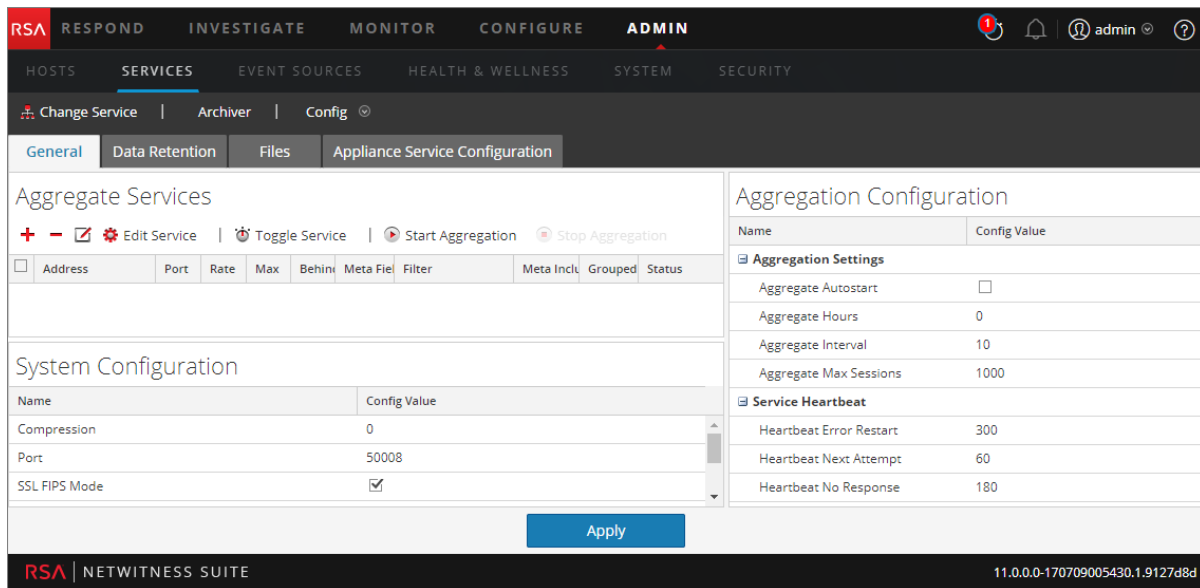 RSA RESPOND INVESTIGATE MONITOR CONFIGURE ADMIN 1 admin ?
HOSTS SERVICES EVENT SOURCES HEALTH & WELLNESS SYSTEM SECURITY
Change Service | Archiver | Config
General Data Retention Files Appliance Service Configuration
Aggregate Services
Edit Service | Toggle Service | Start Aggregation Stop Aggregation
Address Port Rate Max Behin Meta Fiel Filter Meta Inclu Grouped Status
System Configuration
Name Config Value
Compression 0
Port 50008
SSL FIPS Mode
Aggregation Configuration
Name Config Value
Aggregation Settings
Aggregate Autostart
Aggregate Hours 0
Aggregate Interval 10
Aggregate Max Sessions 1000
Service Heartbeat
Heartbeat Error Restart 300
Heartbeat Next Attempt 60
Heartbeat No Response 180
Apply
RSA | NETWITNESS SUITE 11.0.0.0-170709005430.1.9127d8d